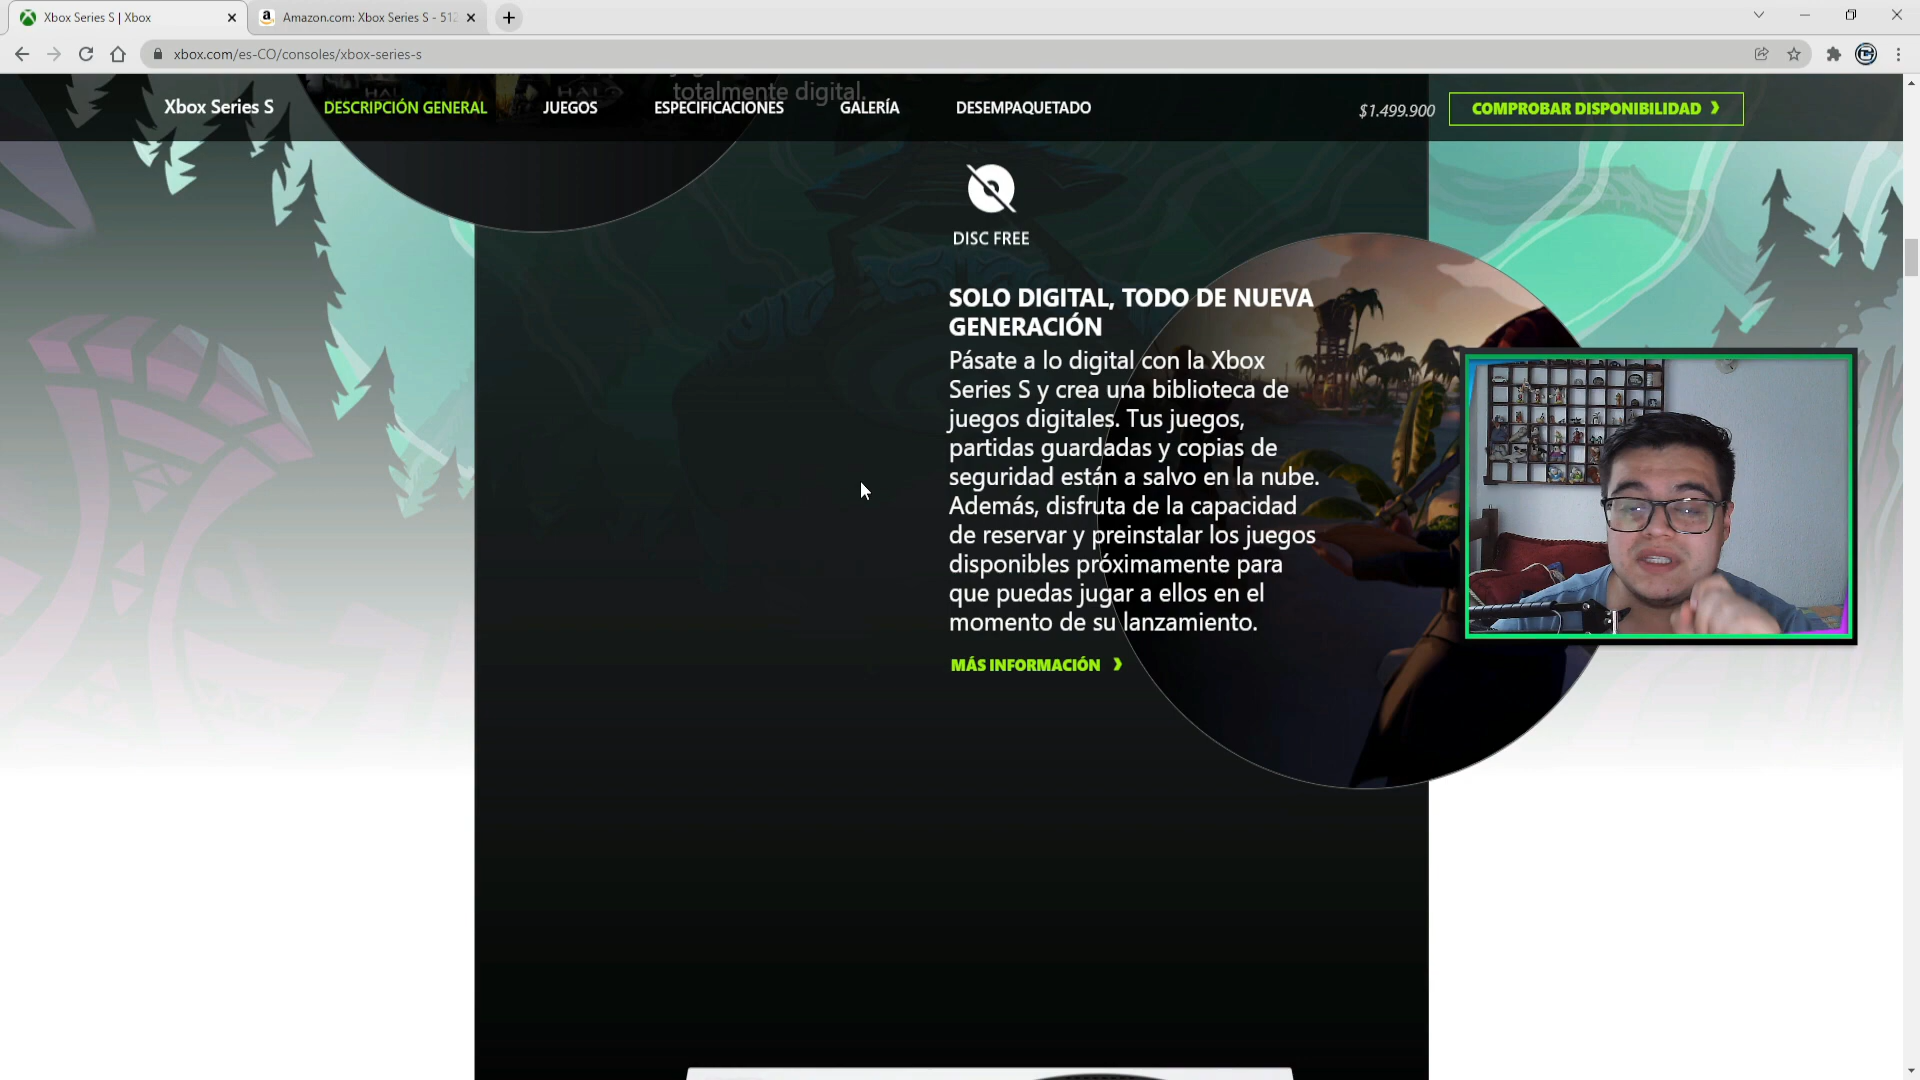 Xbox Series S | Xbox
Amazon.com: Xbox Series S - 512
xbox.com/es-CO/consoles/xbox-series-s
totalmente digital.
Xbox Series S
DESCRIPCIÓN GENERAL
JUEGOS
ESPECIFICACIONES
GALERÍA
DESEMPAQUETADO
$1.499.900
COMPROBAR DISPONIBILIDAD
DISC FREE
SOLO DIGITAL, TODO DE NUEVA
GENERACIÓN
Pásate a lo digital con la Xbox
Series S y crea una biblioteca de
juegos digitales. Tus juegos,
partidas guardadas y copias de
seguridad están a salvo en la nube.
Además, disfruta de la capacidad
de reservar y preinstalar los juegos
disponibles próximamente para
que puedas jugar a ellos en el
momento de su lanzamiento.
MÁS INFORMACIÓN